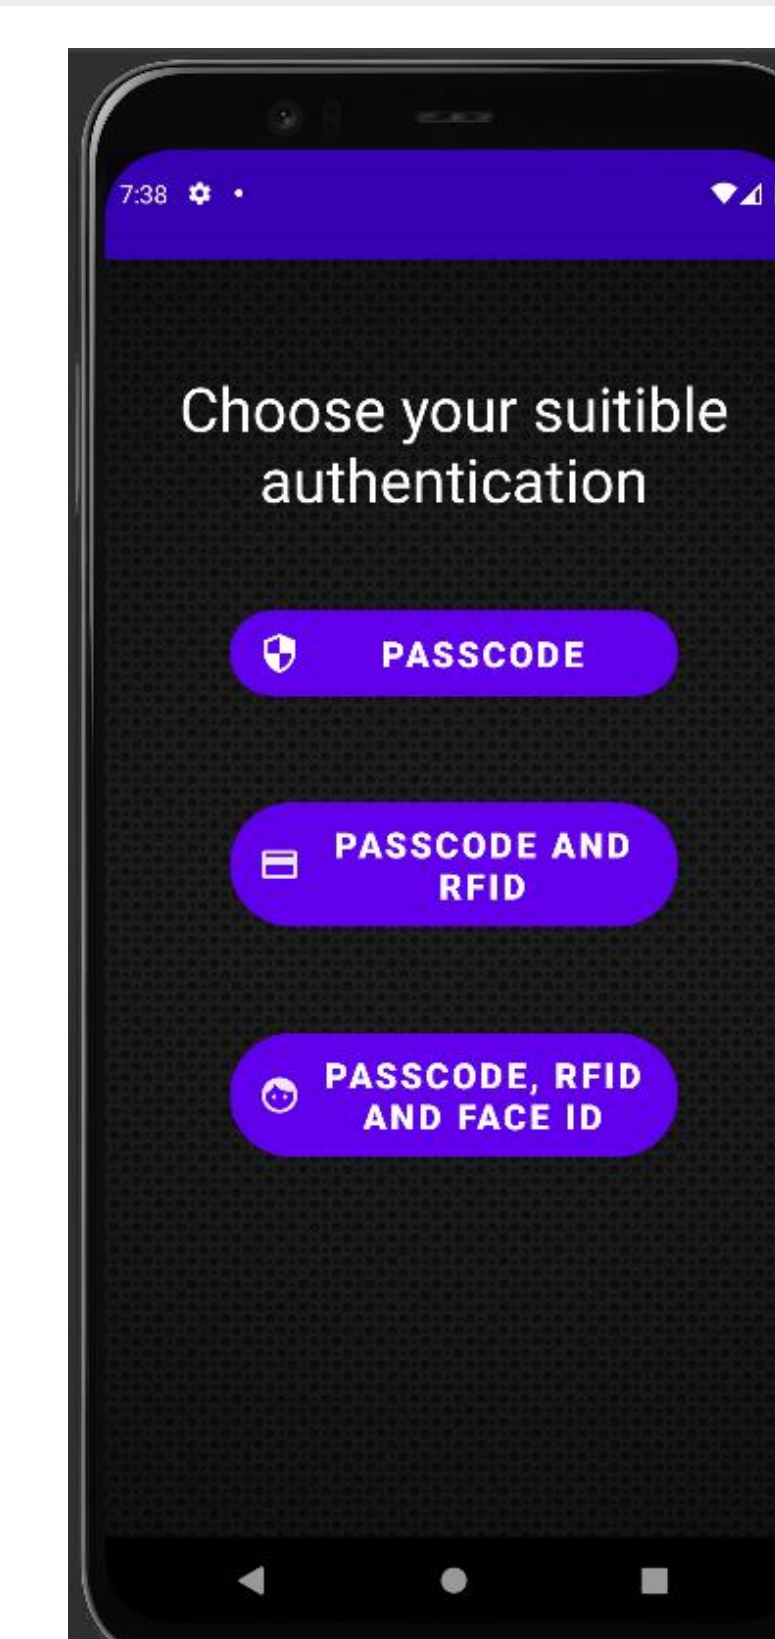 7:38
Choose your suitible
authentication
PASSCODE
PASSCODE AND
RFID
PASSCODE, RFID
AND FACE ID